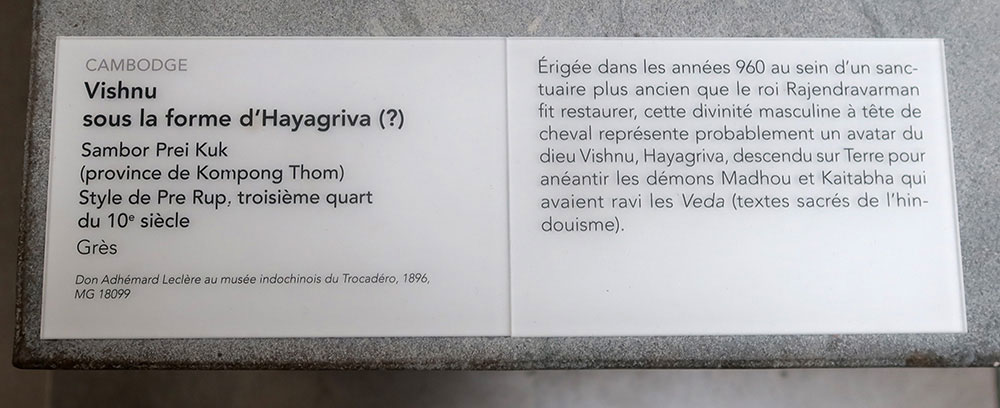 CAMBODGE
Vishnu
sous la forme d'Hayagriva (?)
Sambor Prei Kuk
(province de Kompong Thom)
Style de Pre Rup, troisième quart
du 10e siècle
Grès
Don Adhémard Leclère au musée indochinois du Trocadéro, 1896,
MG 18099
Érigée dans les années 960 au sein d'un sanc-
tuaire plus ancien que le roi Rajendravarman
fit restaurer, cette divinité masculine à tête de
cheval représente probablement un avatar du
dieu Vishnu, Hayagriva, descendu sur Terre pour
anéantir les démons Madhou et Kaitabha qui
avaient ravi les Veda (textes sacrés de l'hin-
douisme).